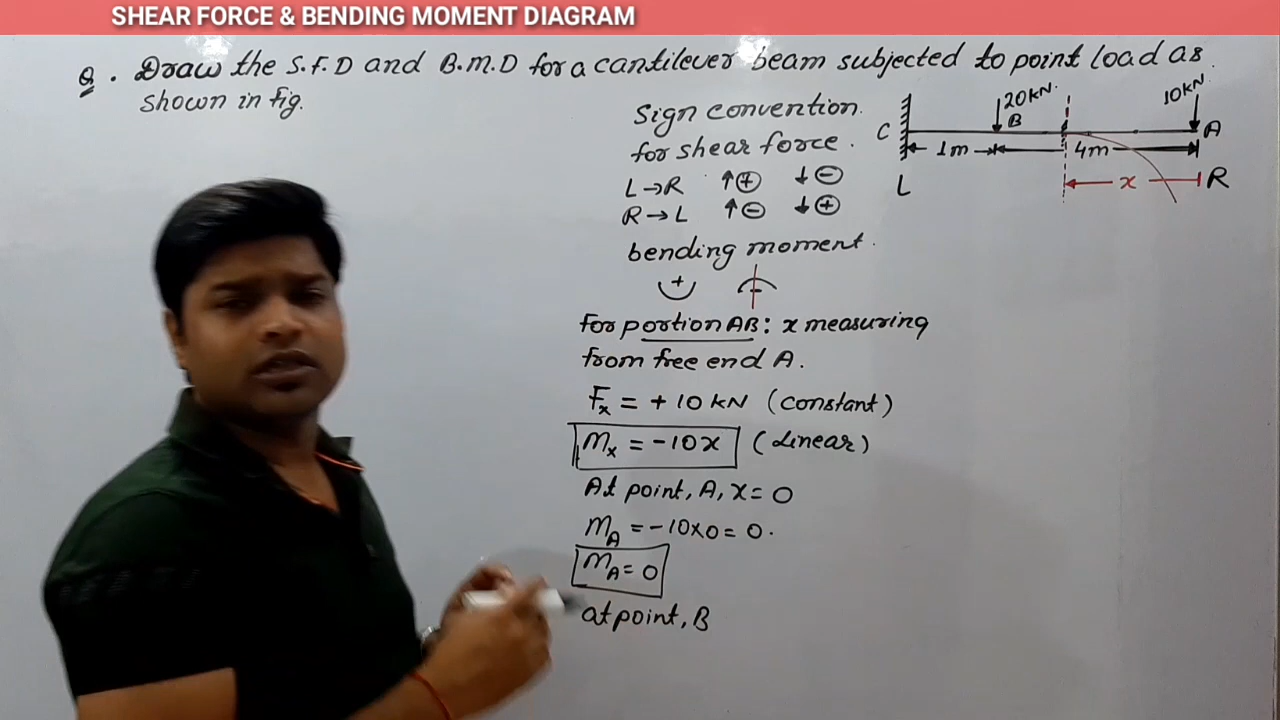 SHEAR FORCE & BENDING MOMENT DIAGRAM
Q. Draw the S.F.D and B.M.D for a cantilever beam subjected to point load as
shown in fig.
Sign convention.
for shear force.
L→R ↑⊕ ↓⊖
R→L ↑⊖ ↓⊕
bending moment.
+ -
For portion AB: x measuring
from free end A.
Fx = +10 kN (constant)
Mx = -10x (Linear)
At point, A, x = 0
MA = -10×0 = 0.
MA = 0
at point, B
20kN. 10kN
C B A
1m 4m
L x R